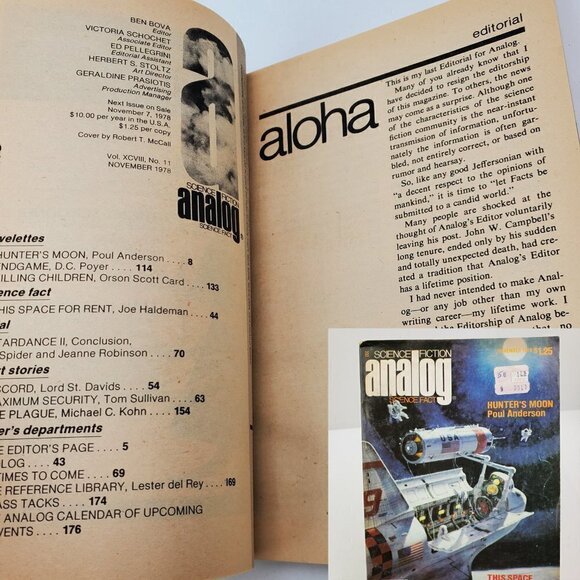 BEN BOVA
Editor
VICTORIA SCHOCHET
Associate Editor
ED PELLEGRINI
Editorial Assistant
HERBERT S. STOLTZ
Art Director
GERALDINE PRASIOTIS
Advertising
Production Manager
Next Issue on Sale
November 7, 1978
$10.00 per year in the U.S.A.
$1.25 per copy
Cover by Robert T. McCall
Vol. XCVIII, No. 11
NOVEMBER 1978
a
SCIENCE FICTION
analog
SCIENCE FACT
velettes
HUNTER'S MOON, Poul Anderson .... 8
NDGAME, D.C. Poyer .... 114
ILLING CHILDREN, Orson Scott Card .... 133
ence fact
HIS SPACE FOR RENT, Joe Haldeman .... 44
al
TARDANCE II, Conclusion,
Spider and Jeanne Robinson .... 70
rt stories
CCORD, Lord St. Davids .... 54
AXIMUM SECURITY, Tom Sullivan .... 63
E PLAGUE, Michael C. Kohn .... 154
er's departments
E EDITOR'S PAGE .... 5
LOG .... 43
TIMES TO COME .... 69
E REFERENCE LIBRARY, Lester del Rey .... 169
ASS TACKS .... 174
ANALOG CALENDAR OF UPCOMING
VENTS .... 176
editorial
aloha
This is my last Editorial for Analog.
Many of you already know that I
have decided to resign the editorship
of this magazine. To others, the news
may come as a surprise. Although one
of the characteristics of the science
fiction community is the near-instant
transmission of information, unfortu-
nately the information is often gar-
bled, not entirely correct, or based on
rumor and hearsay.
So, like any good Jeffersonian with
"a decent respect to the opinions of
mankind," it is time to "let Facts be
submitted to a candid world."
Many people are shocked at the
thought of Analog's Editor voluntarily
leaving his post. John W. Campbell's
long tenure, ended only by his sudden
and totally unexpected death, had cre-
ated a tradition that Analog's Editor
has a lifetime position.
I had never intended to make Anal-
og—or any job other than my own
writing career—my lifetime work. I
the Editorship of Analog be-
that no
SCIENCE FICTION
analog
SCIENCE FACT
$1.25
HUNTER'S MOON
Poul Anderson
USA
THIS SPACE